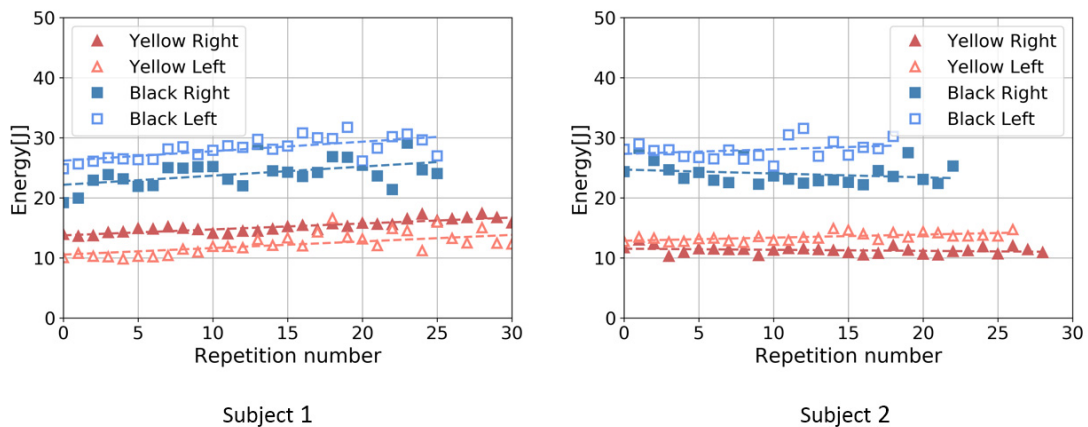 50
40
30
20
10
0
Energy[J]
Yellow Right
Yellow Left
Black Right
Black Left
0 5 10 15 20 25 30
Repetition number
Subject 1
50
40
30
20
10
0
Energy[J]
Yellow Right
Yellow Left
Black Right
Black Left
0 5 10 15 20 25 30
Repetition number
Subject 2